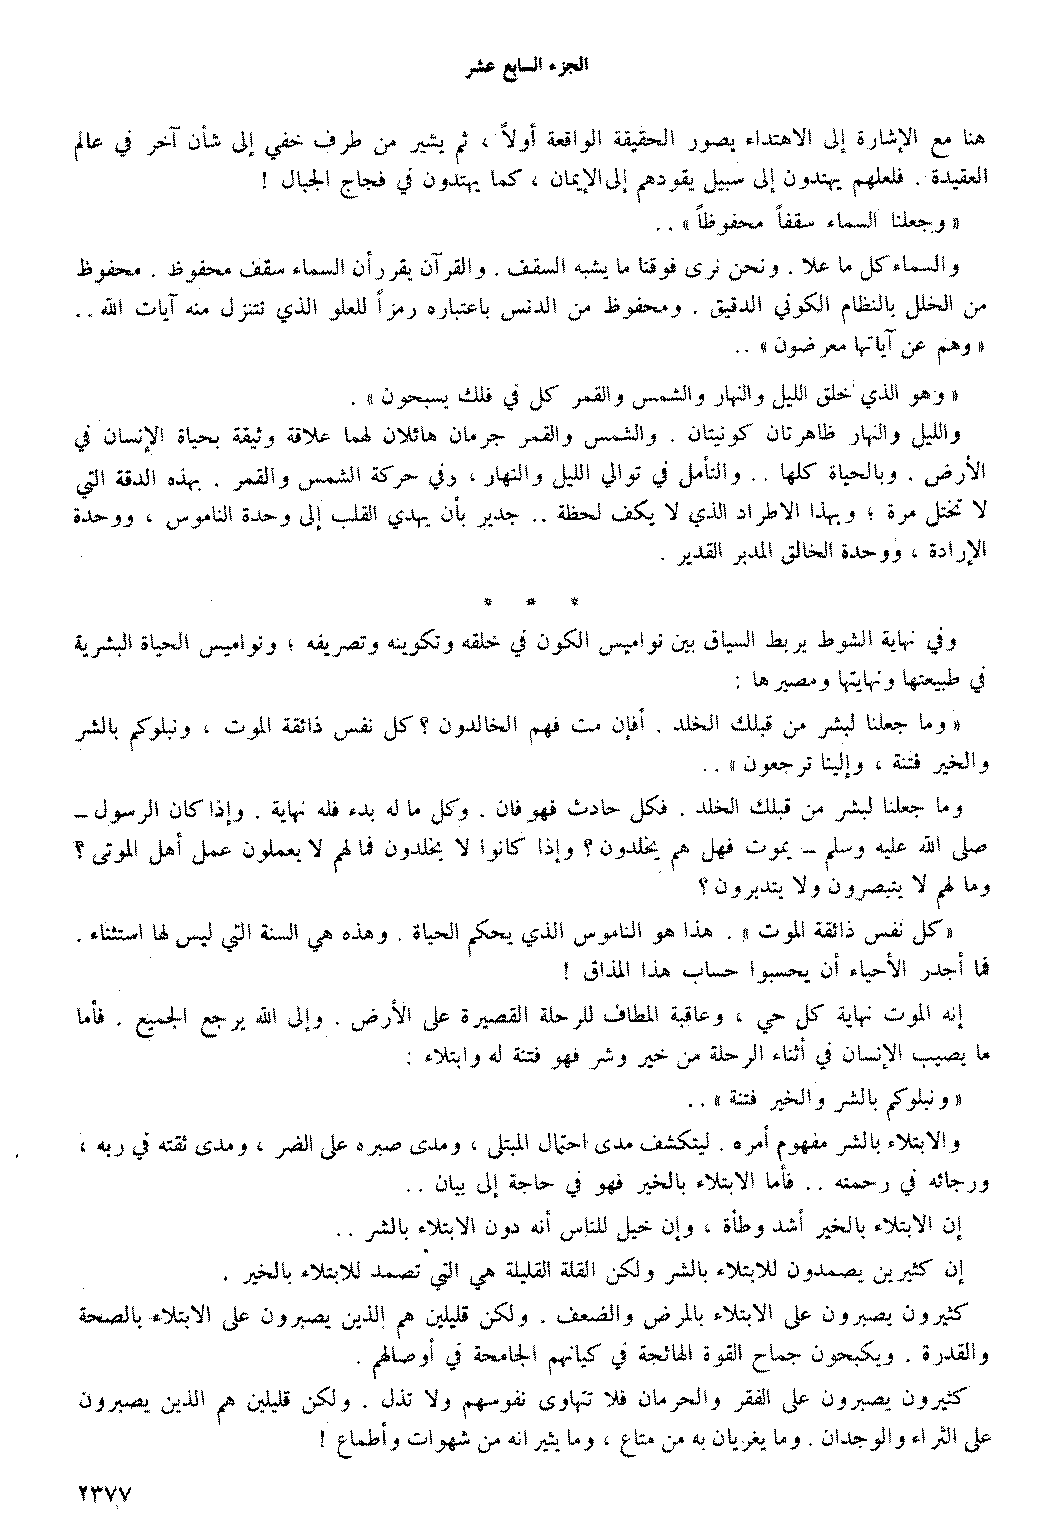 الجزء السابع عشر
هنا مع الإشارة إلى الاهتداء يصور الحقيقة الواقعة أولاً ، ثم يشير من طرف خفي إلى شأن آخر في عالم
العقيدة . فلعلهم يهتدون إلى سبيل يقودهم إلى الإيمان ، كما يهتدون في فجاج الجبال !
« وجعلنا السماء سقفاً محفوظاً » ..
والسماء كل ما علا . ونحن نرى فوقنا ما يشبه السقف . والقرآن يقرر أن السماء سقف محفوظ . محفوظ
من الخلل بالنظام الكوني الدقيق . ومحفوظ من الدنس باعتباره رمزاً للعلو الذي تتنزل منه آيات الله ..
« وهم عن آياتها معرضون » ..
« وهو الذي خلق الليل والنهار والشمس والقمر كل في فلك يسبحون » .
والليل والنهار ظاهرتان كونيتان . والشمس والقمر جرمان هائلان لهما علاقة وثيقة بحياة الإنسان في
الأرض . وبالحياة كلها .. والتأمل في توالي الليل والنهار ، وفي حركة الشمس والقمر . بهذه الدقة التي
لا تختل مرة ؛ وبهذا الاطراد الذي لا يكف لحظة .. جدير بأن يهدي القلب إلى وحدة الناموس ، ووحدة
الإرادة ، ووحدة الخالق المدبر القدير .
* * *
وفي نهاية الشوط يربط السياق بين نواميس الكون في خلقه وتكوينه وتصريفه ؛ ونواميس الحياة البشرية
في طبيعتها ونهايتها ومصيرها :
« وما جعلنا لبشر من قبلك الخلد . أفإن مت فهم الخالدون ؟ كل نفس ذائقة الموت ، ونبلوكم بالشر
والخير فتنة ، وإلينا ترجعون » ..
وما جعلنا لبشر من قبلك الخلد . فكل حادث فهو فان . وكل ما له بدء فله نهاية . وإذا كان الرسول –
صلى الله عليه وسلم – يموت فهل هم يخلدون ؟ وإذا كانوا لا يخلدون فما لهم لا يعملون عمل أهل الموتى ؟
وما لهم لا يتبصرون ولا يتدبرون ؟
« كل نفس ذائقة الموت » . هذا هو الناموس الذي يحكم الحياة . وهذه هي السنة التي ليس لها استثناء .
فما أجدر الأحياء أن يحسبوا حساب هذا المذاق !
إنه الموت نهاية كل حي ، وعاقبة المطاف للرحلة القصيرة على الأرض . وإلى الله يرجع الجميع . فأما
ما يصيب الإنسان في أثناء الرحلة من خير وشر فهو فتنة له وابتلاء :
« ونبلوكم بالشر والخير فتنة » ..
والابتلاء بالشر مفهوم أمره . ليتكشف مدى احتمال المبتلى ، ومدى صبره على الضر ، ومدى ثقته في ربه ،
ورجائه في رحمته .. فأما الابتلاء بالخير فهو في حاجة إلى بيان ..
إن الابتلاء بالخير أشد وطأة ، وإن خيل للناس أنه دون الابتلاء بالشر ..
إن كثيرين يصمدون للابتلاء بالشر ولكن القلة القليلة هي التي تصمد للابتلاء بالخير .
كثيرون يصبرون على الابتلاء بالمرض والضعف . ولكن قليلين هم الذين يصبرون على الابتلاء بالصحة
والقدرة . ويكبحون جماح القوة الهائجة في كيانهم الجامحة في أوصالهم .
كثيرون يصبرون على الفقر والحرمان فلا تتهاوى نفوسهم ولا تذل . ولكن قليلين هم الذين يصبرون
على الثراء والوجدان . وما يغريان به من متاع ، وما يثيرانه من شهوات وأطماع !
٢٣٧٧